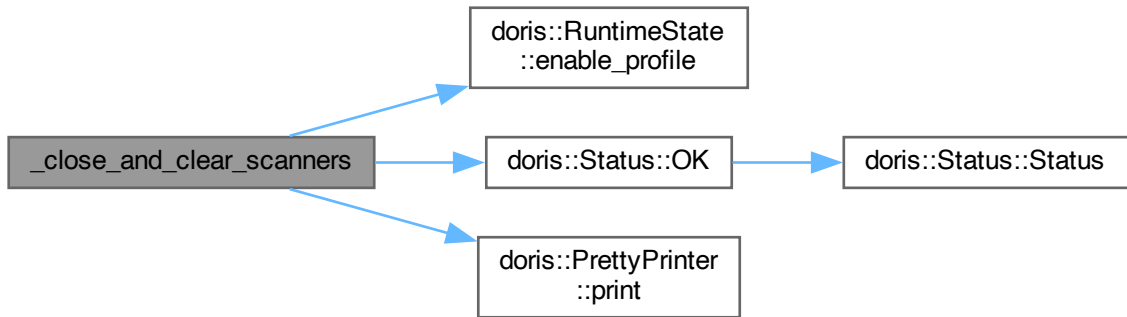 doris::RuntimeState
::enable_profile
_close_and_clear_scanners
doris::Status::OK
doris::Status::Status
doris::PrettyPrinter
::print